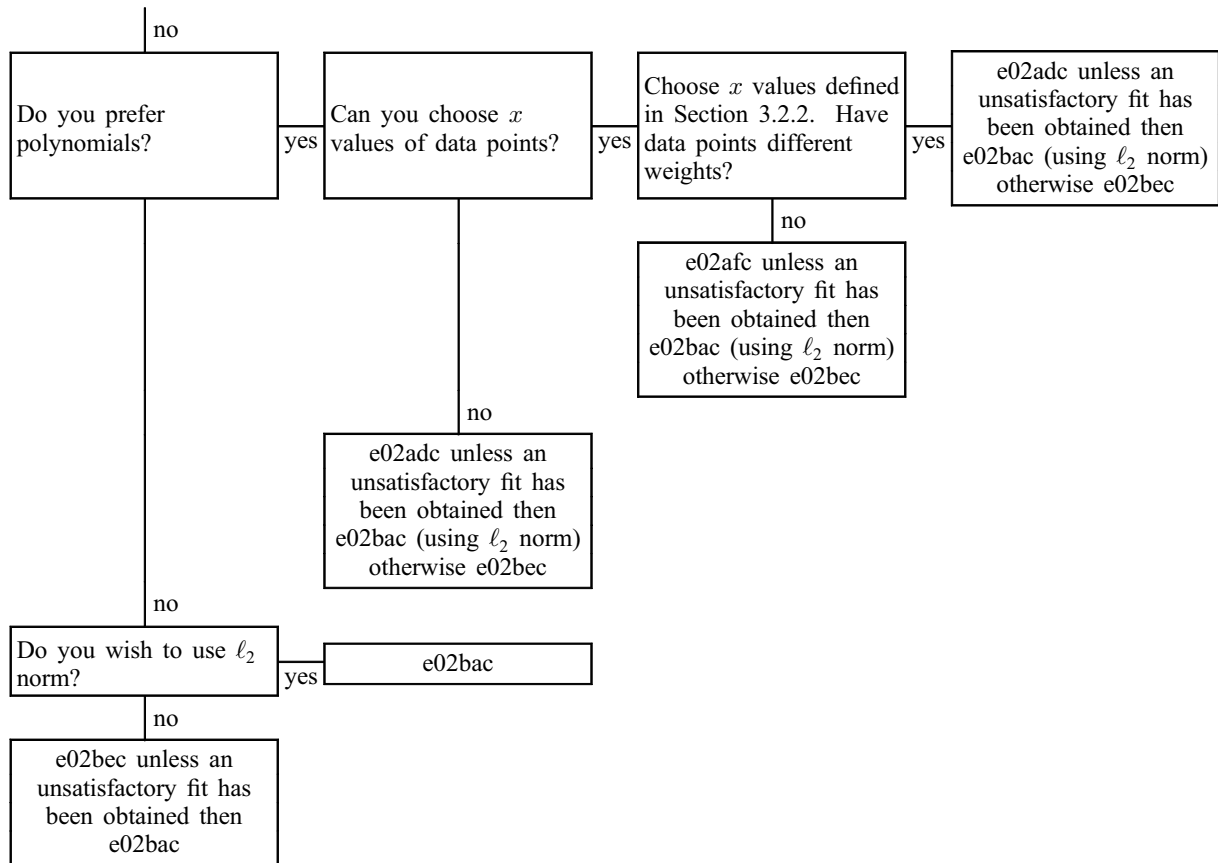 no
Do you prefer
polynomials?
yes
Can you choose x
values of data points?
yes
Choose x values defined
in Section 3.2.2. Have
data points different
weights?
yes
e02adc unless an
unsatisfactory fit has
been obtained then
e02bac (using ℓ₂ norm)
otherwise e02bec
no
e02afc unless an
unsatisfactory fit has
been obtained then
e02bac (using ℓ₂ norm)
otherwise e02bec
no
e02adc unless an
unsatisfactory fit has
been obtained then
e02bac (using ℓ₂ norm)
otherwise e02bec
no
Do you wish to use ℓ₂
norm?
yes
e02bac
no
e02bec unless an
unsatisfactory fit has
been obtained then
e02bac